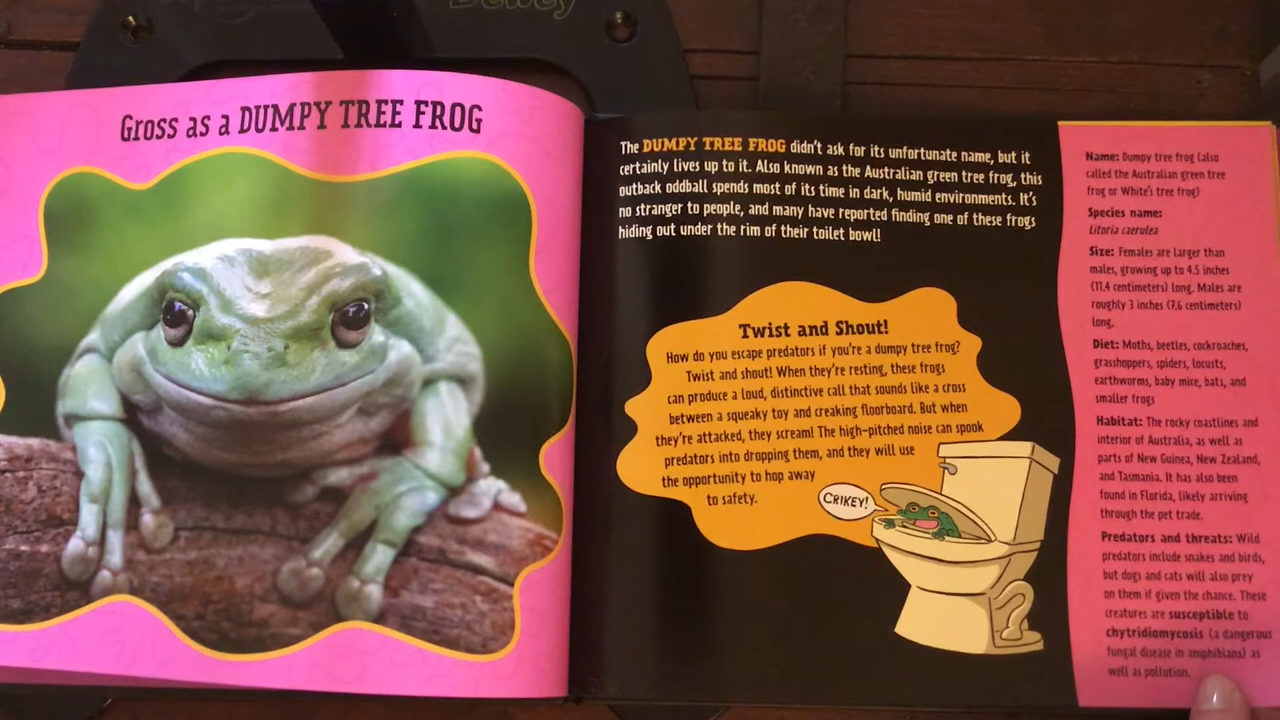 Dewey
Gross as a DUMPY TREE FROG
The DUMPY TREE FROG didn't ask for its unfortunate name, but it
certainly lives up to it. Also known as the Australian green tree frog, this
outback oddball spends most of its time in dark, humid environments. It's
no stranger to people, and many have reported finding one of these frogs
hiding out under the rim of their toilet bowl!
Twist and Shout!
How do you escape predators if you're a dumpy tree frog?
Twist and shout! When they're resting, these frogs
can produce a loud, distinctive call that sounds like a cross
between a squeaky toy and creaking floorboard. But when
they're attacked, they scream! The high-pitched noise can spook
predators into dropping them, and they will use
the opportunity to hop away
to safety.
CRIKEY!
Name: Dumpy tree frog (also
called the Australian green tree
frog or White's tree frog)
Species name:
Litoria caerulea
Size: Females are larger than
males, growing up to 4.5 inches
(11.4 centimeters) long. Males are
roughly 3 inches (7.6 centimeters)
long.
Diet: Moths, beetles, cockroaches,
grasshoppers, spiders, locusts,
earthworms, baby mice, bats, and
smaller frogs
Habitat: The rocky coastlines and
interior of Australia, as well as
parts of New Guinea, New Zealand,
and Tasmania. It has also been
found in Florida, likely arriving
through the pet trade.
Predators and threats: Wild
predators include snakes and birds,
but dogs and cats will also prey
on them if given the chance. These
creatures are susceptible to
chytridiomycosis (a dangerous
fungal disease in amphibians) as
well as pollution.